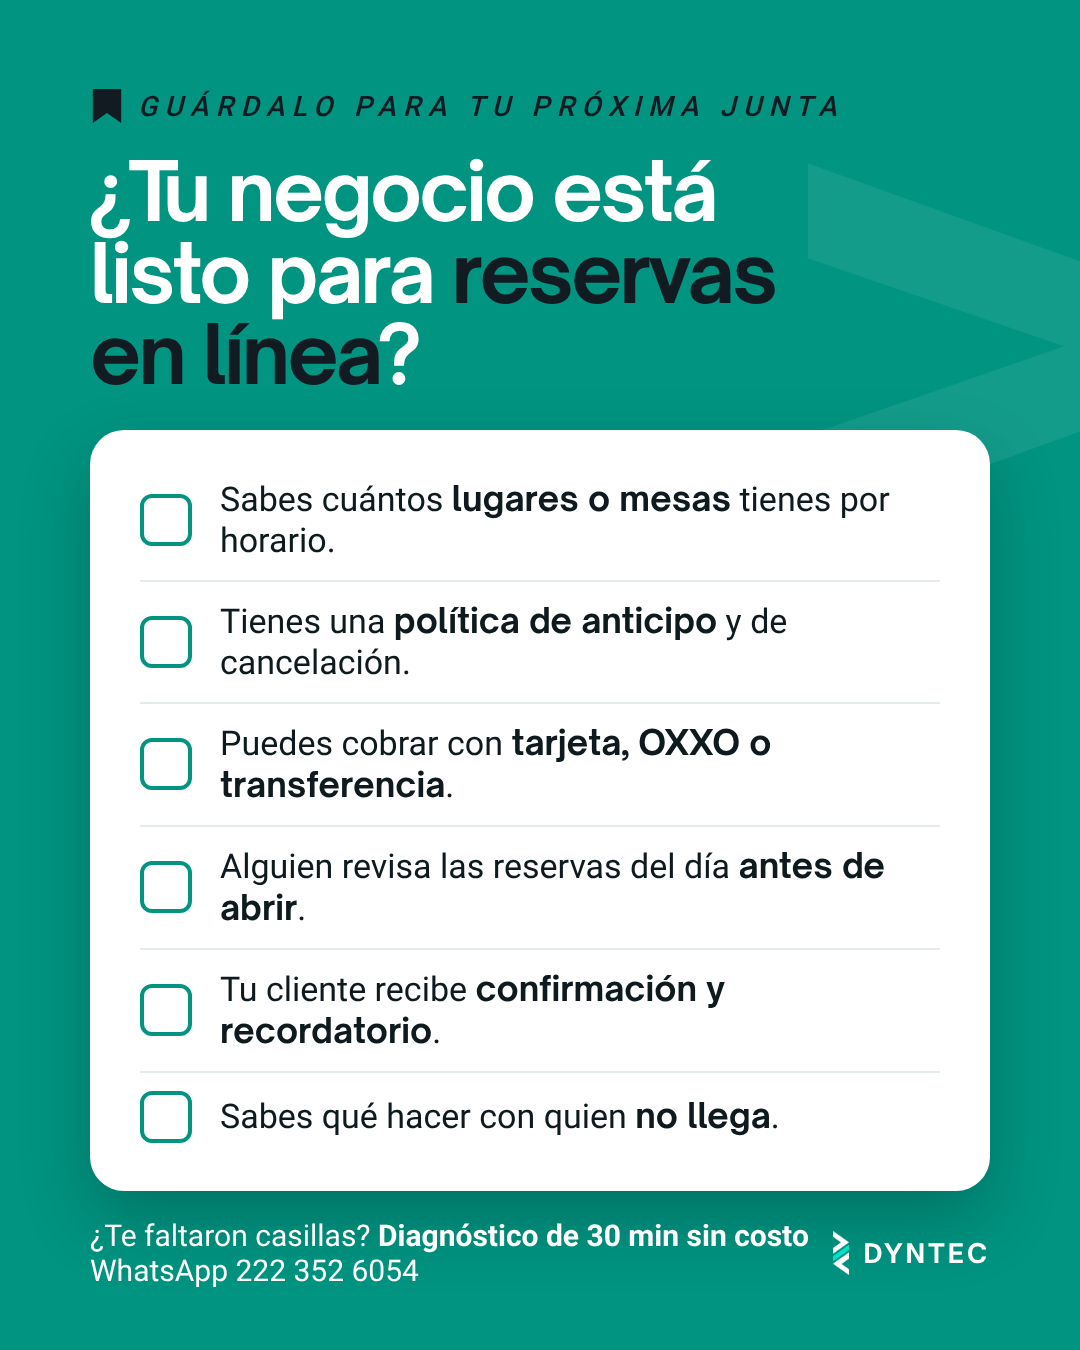 GUÁRDALO PARA TU PRÓXIMA JUNTA
¿Tu negocio está
listo para reservas
en línea?
Sabes cuántos lugares o mesas tienes por
horario.
Tienes una política de anticipo y de
cancelación.
Puedes cobrar con tarjeta, OXXO o
transferencia.
Alguien revisa las reservas del día antes de
abrir.
Tu cliente recibe confirmación y
recordatorio.
Sabes qué hacer con quien no llega.
¿Te faltaron casillas? Diagnóstico de 30 min sin costo
WhatsApp 222 352 6054
DYNTEC